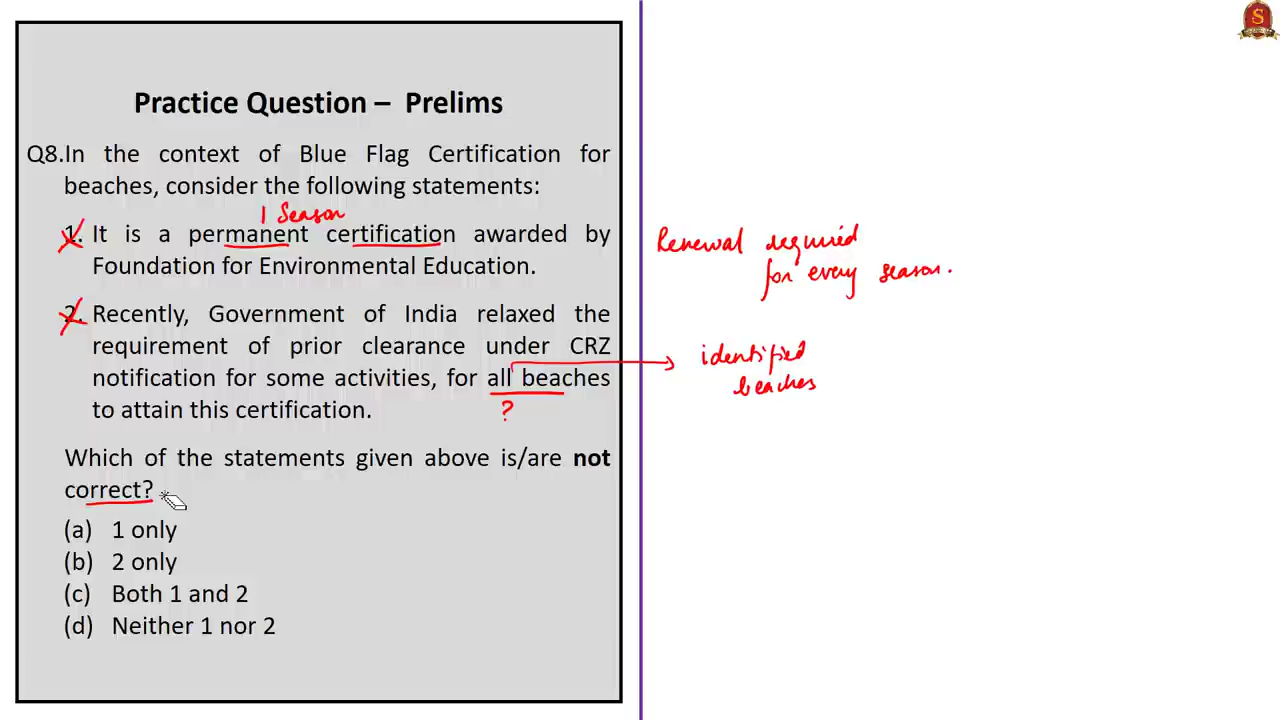 Practice Question – Prelims
Q8.In the context of Blue Flag Certification for
beaches, consider the following statements:
1 Season
1. It is a permanent certification awarded by
Foundation for Environmental Education.
2. Recently, Government of India relaxed the
requirement of prior clearance under CRZ
notification for some activities, for all beaches
to attain this certification.
?
Which of the statements given above is/are not
correct?
(a) 1 only
(b) 2 only
(c) Both 1 and 2
(d) Neither 1 nor 2
Renewal required
for every season.
identified
beaches
S